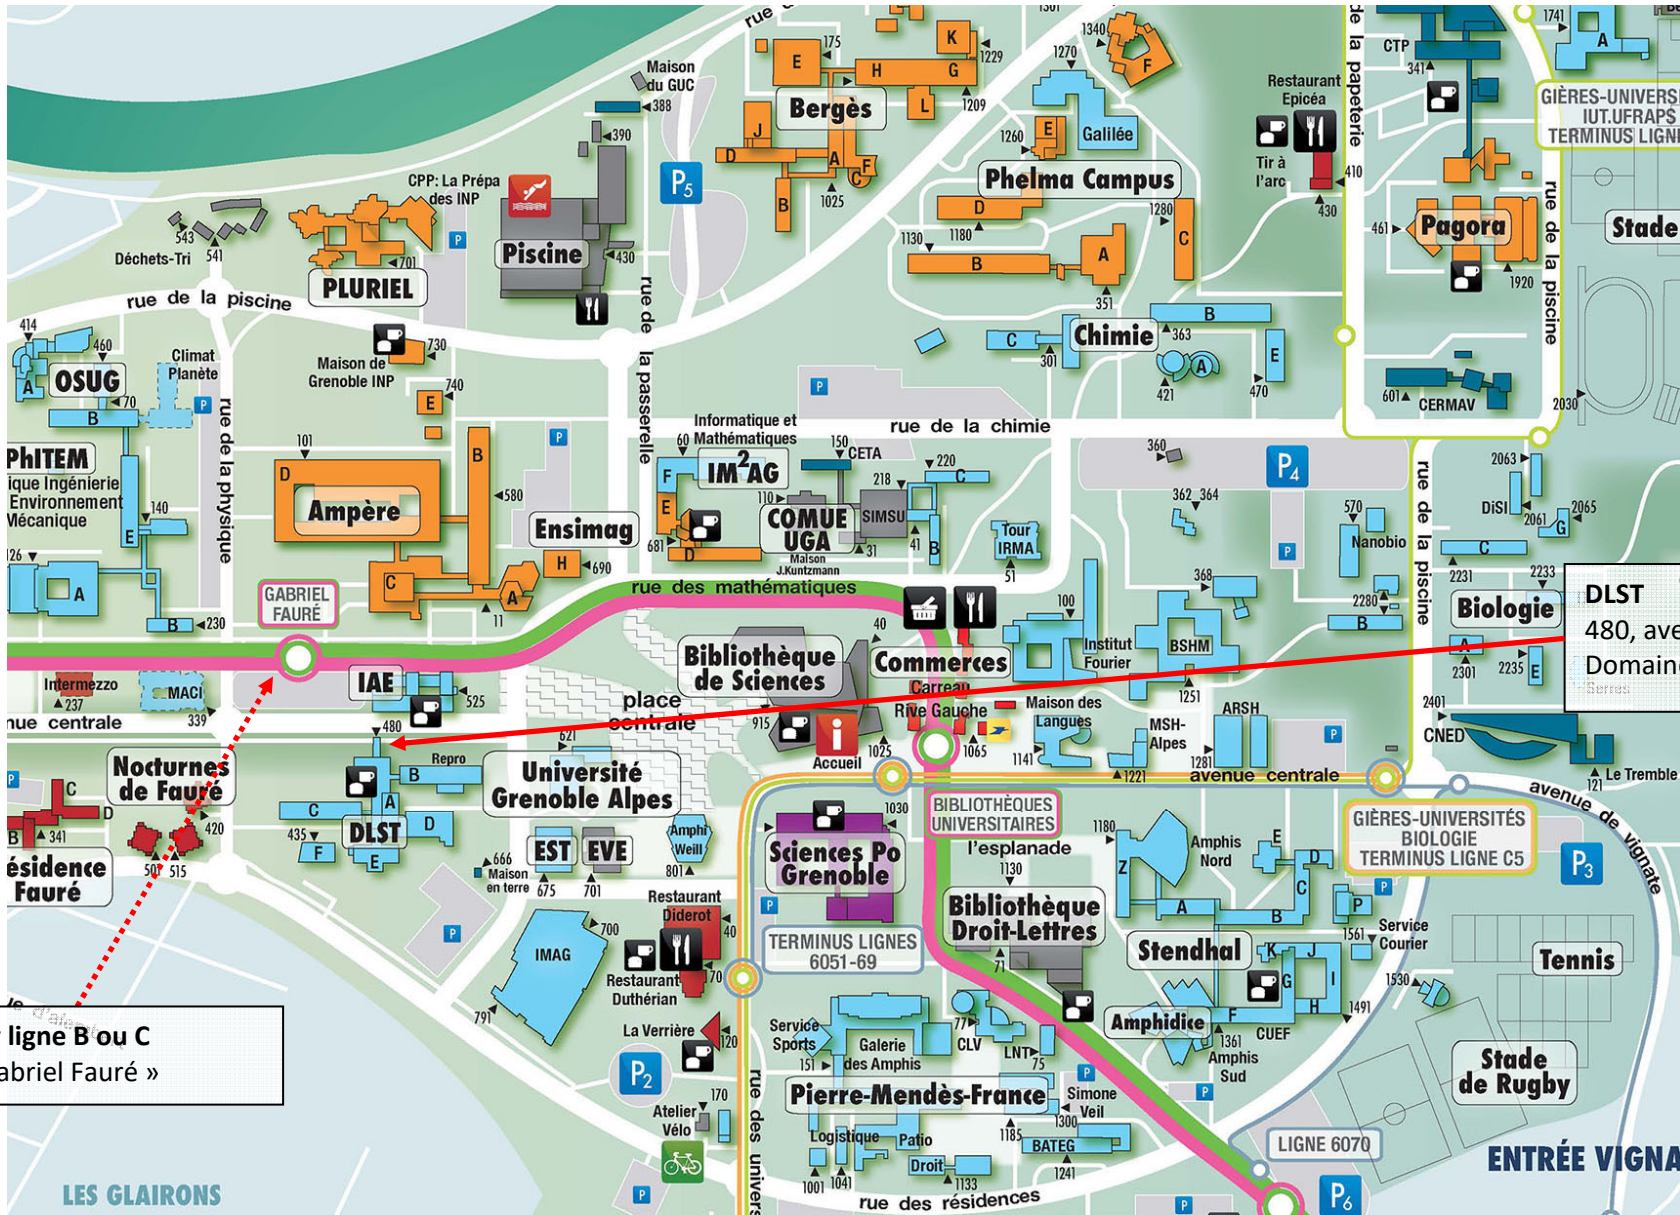 rue de
1301
1340
1741
K
175
1229
E
H
G
1270
F
A
CTP
341
Maison
du GUC
388
Bergès
L
1209
Restaurant
Epicéa
de la papeterie
GIÈRES-UNIVERSI
IUT.UFRAPS
TERMINUS LIGNE
390
J
1260
E
Galilée
D
A
F
C
Tir à
l'arc
410
430
CPP: La Prépa
des INP
P5
1025
B
Phelma Campus
D
1280
1180
C
461
Pagora
Stade
543
541
Déchets-Tri
P
701
PLURIEL
Piscine
430
1130
B
A
351
1920
rue de la piscine
rue de la piscine
rue de la passerelle
414
460
Climat
Planète
OSUG
A
70
B
730
Maison de
Grenoble INP
740
E
C
301
Chimie
B
363
A
421
E
470
601
CERMAV
2030
P
P
rue de la physique
Informatique et
Mathématiques
rue de la chimie
PhITEM
ique Ingénierie
Environnement
Mécanique
101
D
B
P
60
F
IM²AG
150
CETA
220
C
218
360
P4
2063
DiSI
2061
2065
G
140
E
Ampère
580
Ensimag
E
110
COMUE
UGA
SIMSU
362
364
570
Nanobio
rue de la piscine
126
A
C
H
690
681
D
Maison
J.Kuntzmann
31
41
B
Tour
IRMA
51
P
C
2231
2233
GABRIEL
FAURÉ
A
11
rue des mathématiques
368
2280
B
Biologie
DLST
480, ave
Domaine
B
230
40
100
A
2301
2235
E
Serres
Bibliothèque
de Sciences
Commerces
Institut
Fourier
BSHM
Intermezzo
237
MACI
339
IAE
525
place
centrale
Carreau
Rive Gauche
1251
Maison des
Langues
ARSH
2401
CNED
nue centrale
480
621
915
Accueil
1025
1065
1141
MSH-
Alpes
1221
1281
P
avenue centrale
121
Le Tremble
Nocturnes
de Fauré
Repro
B
Université
Grenoble Alpes
P
C
D
B
341
420
C
A
D
1030
BIBLIOTHÈQUES
UNIVERSITAIRES
GIÈRES-UNIVERSITÉS
BIOLOGIE
TERMINUS LIGNE C5
avenue de vignate
435
F
DLST
E
EST
EVE
Amphi
Weill
Sciences Po
Grenoble
l'esplanade
1180
Amphis
Nord
E
D
P3
ésidence
Fauré
501
515
666
Maison
en terre
675
701
801
1130
Z
C
P
Restaurant
Diderot
40
P
Bibliothèque
Droit-Lettres
A
B
P
1561
Service
Courier
P
IMAG
700
TERMINUS LIGNES
6051-69
71
Stendhal
K
J
G
I
H
Tennis
70
Restaurant
Duthérian
1530
791
La Verrière
120
Service
Sports
151
Galerie
des Amphis
77
CLV
LNT
75
Amphidice
F
1361
CUEF
1491
Amphis
Sud
ligne B ou C
abriel Fauré »
P2
Pierre-Mendès-France
P
Simone
Veil
P
Stade
de Rugby
Atelier
Vélo
170
rue des univers
Logistique
Patio
1300
1185
BATEG
1241
LIGNE 6070
ENTRÉE VIGNA
Droit
1001
1041
1133
LES GLAIRONS
P
rue des résidences
P
P6